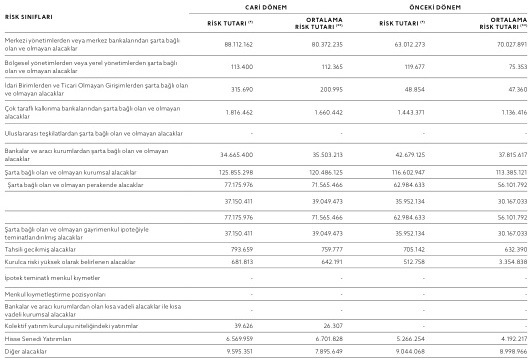 CARİ DÖNEM ÖNCEKİ DÖNEM
RİSK SINIFLARI RİSK TUTARI (*) ORTALAMA RİSK TUTARI (**) RİSK TUTARI (*) ORTALAMA RİSK TUTARI (**)
Merkezi yönetimlerden veya merkez bankalarından şarta bağlı
olan ve olmayan alacaklar 88.112.162 80.372.235 63.012.273 70.027.891
Bölgesel yönetimlerden veya yerel yönetimlerden şarta bağlı
olan ve olmayan alacaklar 113.400 112.365 119.677 75.353
İdari Birimlerden ve Ticari Olmayan Girişimlerden şarta bağlı olan
ve olmayan alacaklar 315.690 200.995 48.854 47.360
Çok taraflı kalkınma bankalarından şarta bağlı olan ve olmayan
alacaklar 1.816.462 1.660.442 1.443.371 1.136.416
Uluslararası teşkilatlardan şarta bağlı olan ve olmayan alacaklar - - - -
Bankalar ve aracı kurumlardan şarta bağlı olan ve olmayan
alacaklar 34.665.400 35.503.213 42.679.125 37.815.617
Şarta bağlı olan ve olmayan kurumsal alacaklar 125.855.298 120.486.125 116.602.947 113.385.121
Şarta bağlı olan ve olmayan perakende alacaklar 77.175.976 71.565.466 62.984.633 56.101.792
37.150.411 39.049.473 35.952.134 30.167.033
77.175.976 71.565.466 62.984.633 56.101.792
Şarta bağlı olan ve olmayan gayrimenkul ipoteğiyle
teminatlandırılmış alacaklar 37.150.411 39.049.473 35.952.134 30.167.033
Tahsili gecikmiş alacaklar 793.659 759.777 705.142 632.390
Kurulca riski yüksek olarak belirlenen alacaklar 681.813 642.191 512.758 3.354.838
İpotek teminatlı menkul kıymetler - - - -
Menkul kıymetleştirme pozisyonları - - - -
Bankalar ve aracı kurumlardan olan kısa vadeli alacaklar ile kısa
vadeli kurumsal alacaklar - - - -
Kolektif yatırım kuruluşu niteliğindeki yatırımlar 39.626 26.307 - -
Hisse Senedi Yatırımları 6.569.959 6.701.828 5.266.254 4.192.217
Diğer alacaklar 9.595.351 7.895.649 9.044.068 8.998.966